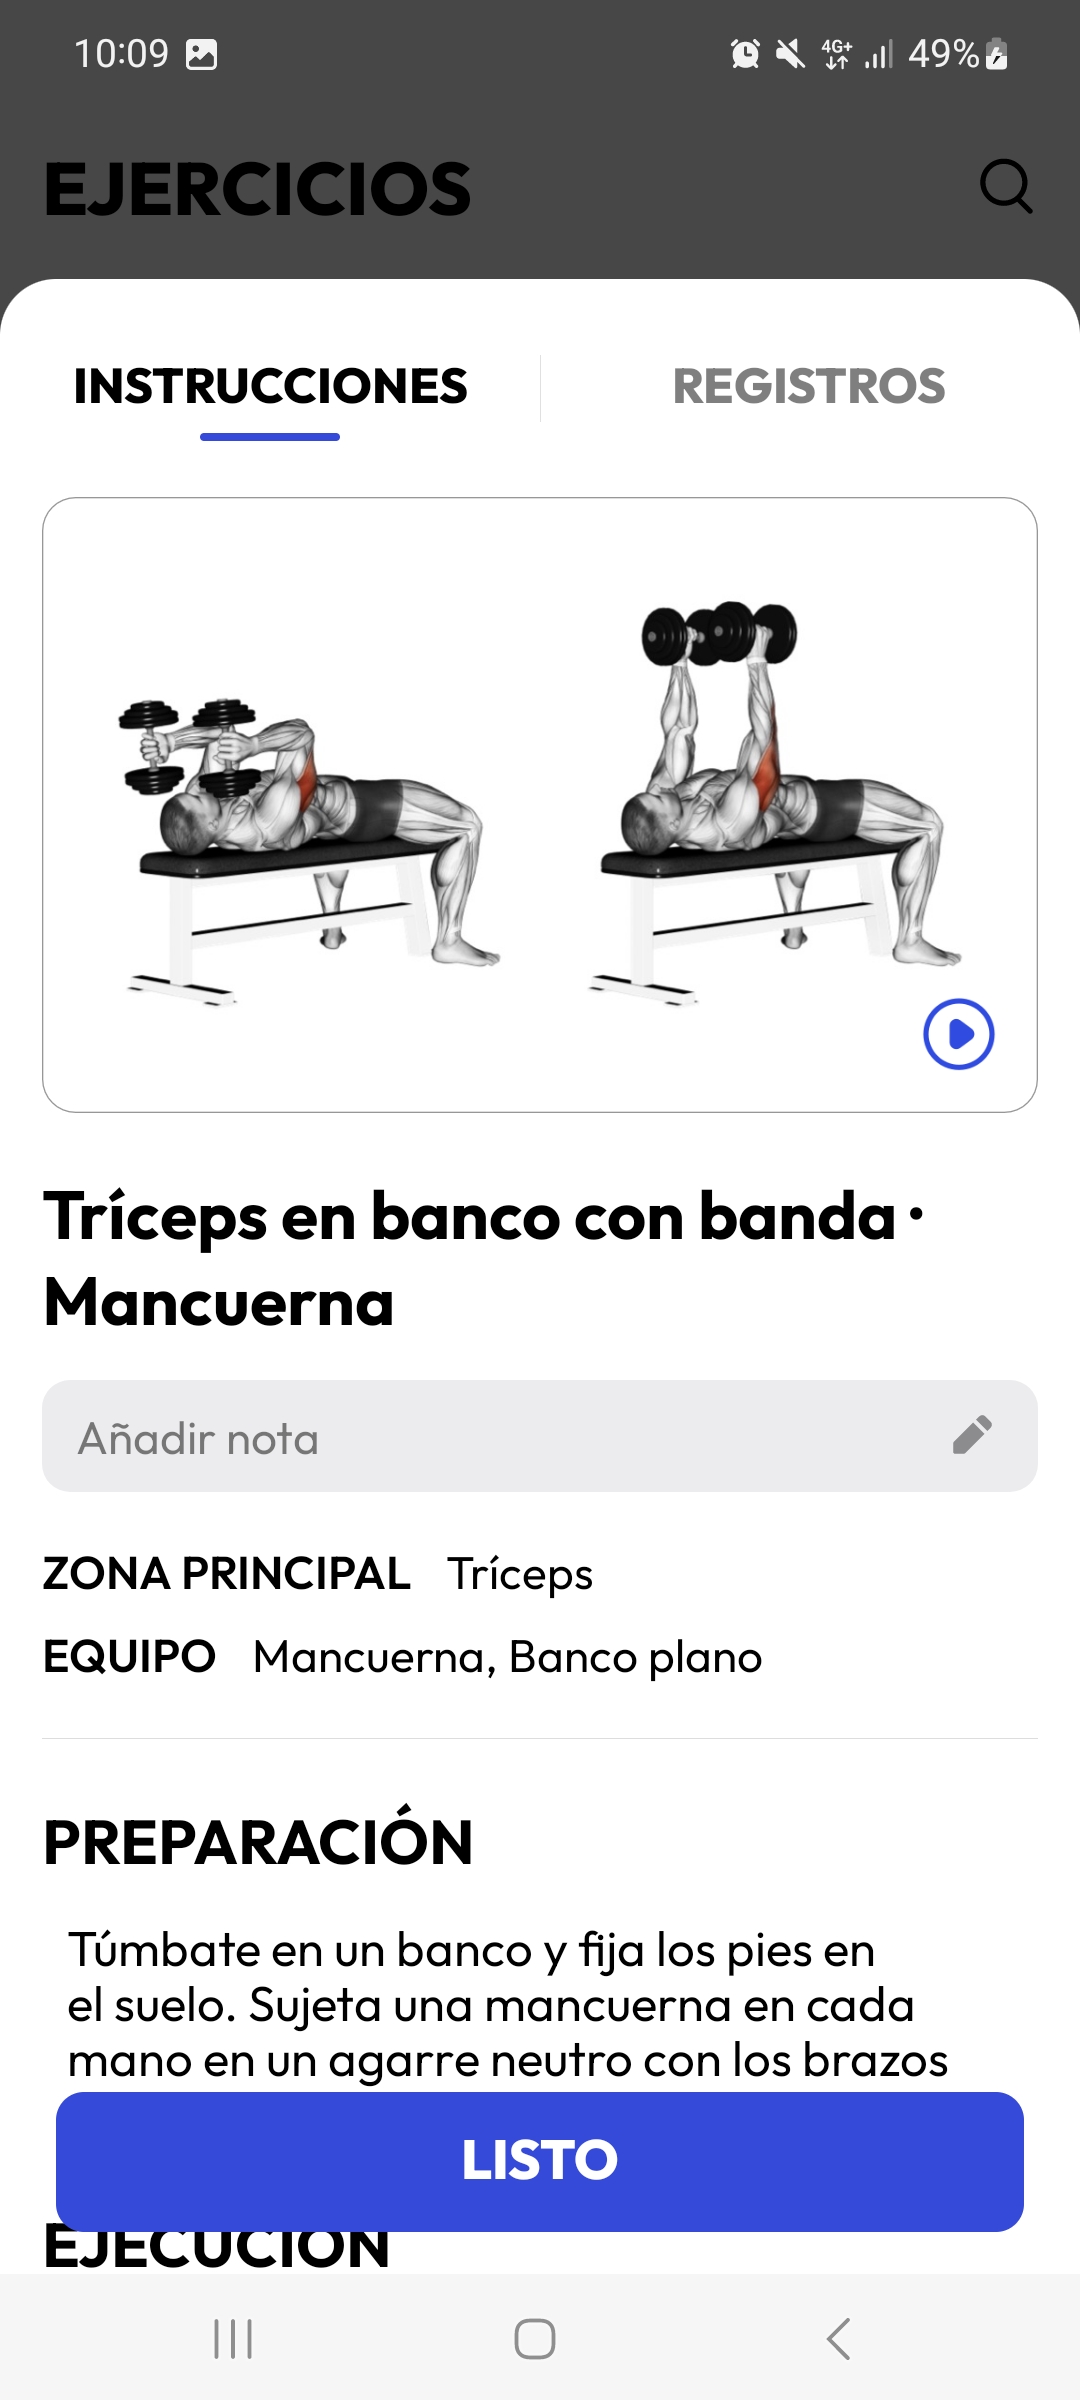 10:09
4G+
49%
EJERCICIOS
INSTRUCCIONES
REGISTROS
Tríceps en banco con banda ·
Mancuerna
Añadir nota
ZONA PRINCIPAL Tríceps
EQUIPO Mancuerna, Banco plano
PREPARACIÓN
Túmbate en un banco y fija los pies en
el suelo. Sujeta una mancuerna en cada
mano en un agarre neutro con los brazos
LISTO
EJECUCIÓN